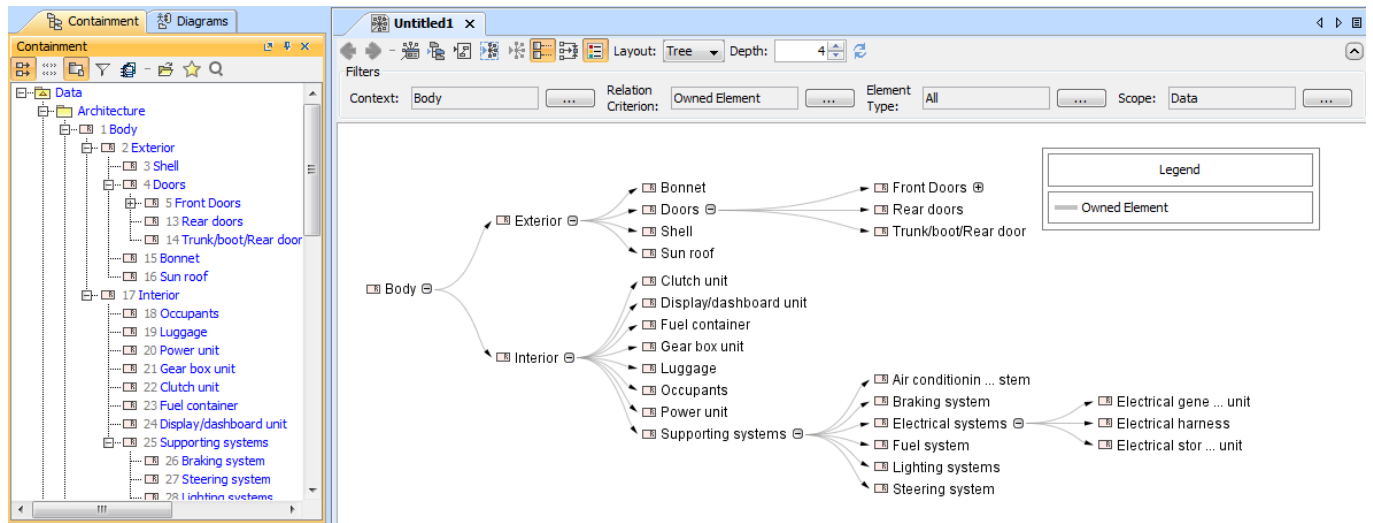 Containment
Diagrams
Containment
Data
Architecture
1 Body
2 Exterior
3 Shell
4 Doors
5 Front Doors
13 Rear doors
14 Trunk/boot/Rear door
15 Bonnet
16 Sun roof
17 Interior
18 Occupants
19 Luggage
20 Power unit
21 Gear box unit
22 Clutch unit
23 Fuel container
24 Display/dashboard unit
25 Supporting systems
26 Braking system
27 Steering system
28 Lighting systems
Untitled1
Layout: Tree Depth: 4
Filters
Context: Body ... Relation Criterion: Owned Element ... Element Type: All ... Scope: Data ...
Legend
Owned Element
Body
Exterior
Bonnet
Doors
Shell
Sun roof
Front Doors
Rear doors
Trunk/boot/Rear door
Interior
Clutch unit
Display/dashboard unit
Fuel container
Gear box unit
Luggage
Occupants
Power unit
Supporting systems
Air conditionin ... stem
Braking system
Electrical systems
Fuel system
Lighting systems
Steering system
Electrical gene ... unit
Electrical harness
Electrical stor ... unit